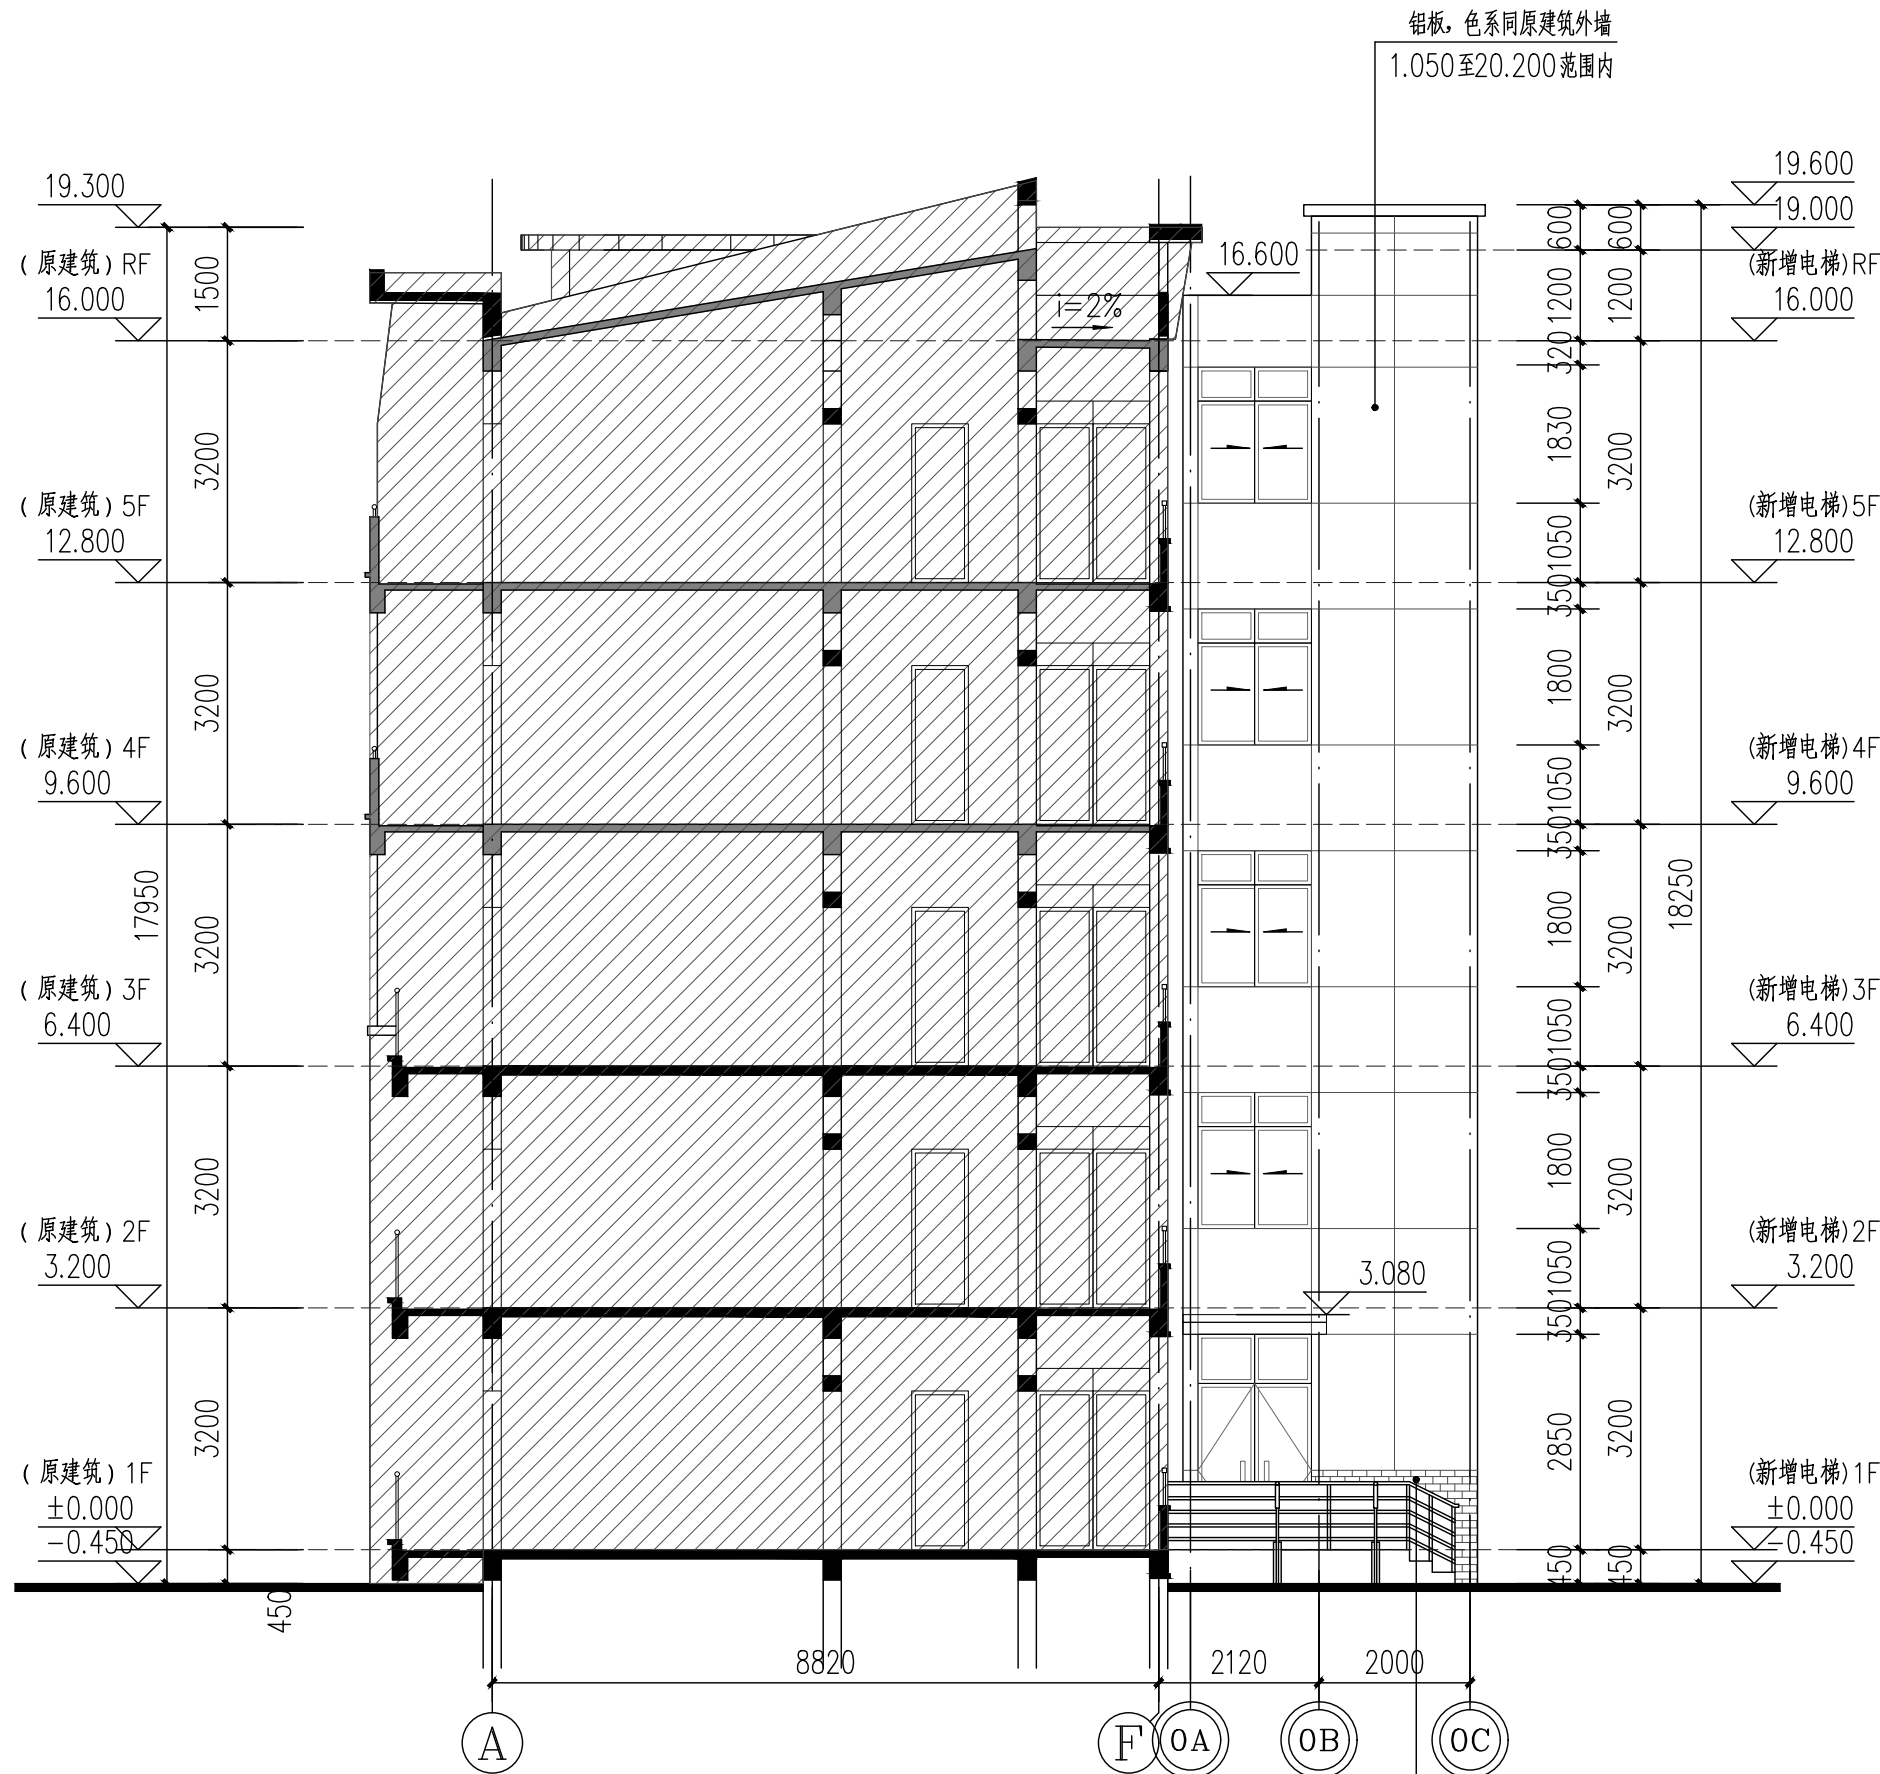 铝板，色系同原建筑外墙
1.050至20.200范围内
19.300
(原建筑)RF
16.000
(原建筑)5F
12.800
(原建筑)4F
9.600
(原建筑)3F
6.400
(原建筑)2F
3.200
(原建筑)1F
±0.000
-0.450
17950
1500
3200
3200
3200
3200
3200
450
16.600
i=2%
3.080
600
1200
320
1830
1050
350
1800
1050
350
1800
1050
350
1800
1050
350
2850
450
600
1200
3200
3200
3200
3200
3200
450
18250
19.600
19.000
(新增电梯)RF
16.000
(新增电梯)5F
12.800
(新增电梯)4F
9.600
(新增电梯)3F
6.400
(新增电梯)2F
3.200
(新增电梯)1F
±0.000
-0.450
8820
2120
2000
A
F
0A
0B
0C